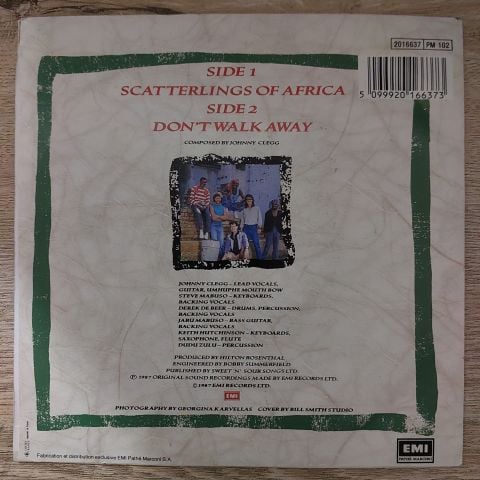 2016637 PM 102
SIDE 1
SCATTERLINGS OF AFRICA
SIDE 2
DON'T WALK AWAY
COMPOSED BY JOHNNY CLEGG
5 099920 166373
JOHNNY CLEGG – LEAD VOCALS,
GUITAR, UMHUPHE MOUTH BOW
STEVE MABUSO – KEYBOARDS,
BACKING VOCALS
DEREK DE BEER – DRUMS, PERCUSSION,
BACKING VOCALS
JABU MABUSO – BASS GUITAR,
BACKING VOCALS
KEITH HUTCHINSON – KEYBOARDS,
SAXOPHONE, FLUTE
DUDU ZULU – PERCUSSION
PRODUCED BY HILTON ROSENTHAL
ENGINEERED BY BOBBY SUMMERFIELD
PUBLISHED BY SWEET 'N' SOUR SONGS LTD.
℗ 1987 ORIGINAL SOUND RECORDINGS MADE BY EMI RECORDS LTD.
© 1987 EMI RECORDS LTD.
EMI
PHOTOGRAPHY BY GEORGINA KARVELLAS COVER BY BILL SMITH STUDIO
Fabrication et distribution exclusive EMI Pathé Marconi S.A.
EMI
PATHÉ MARCONI